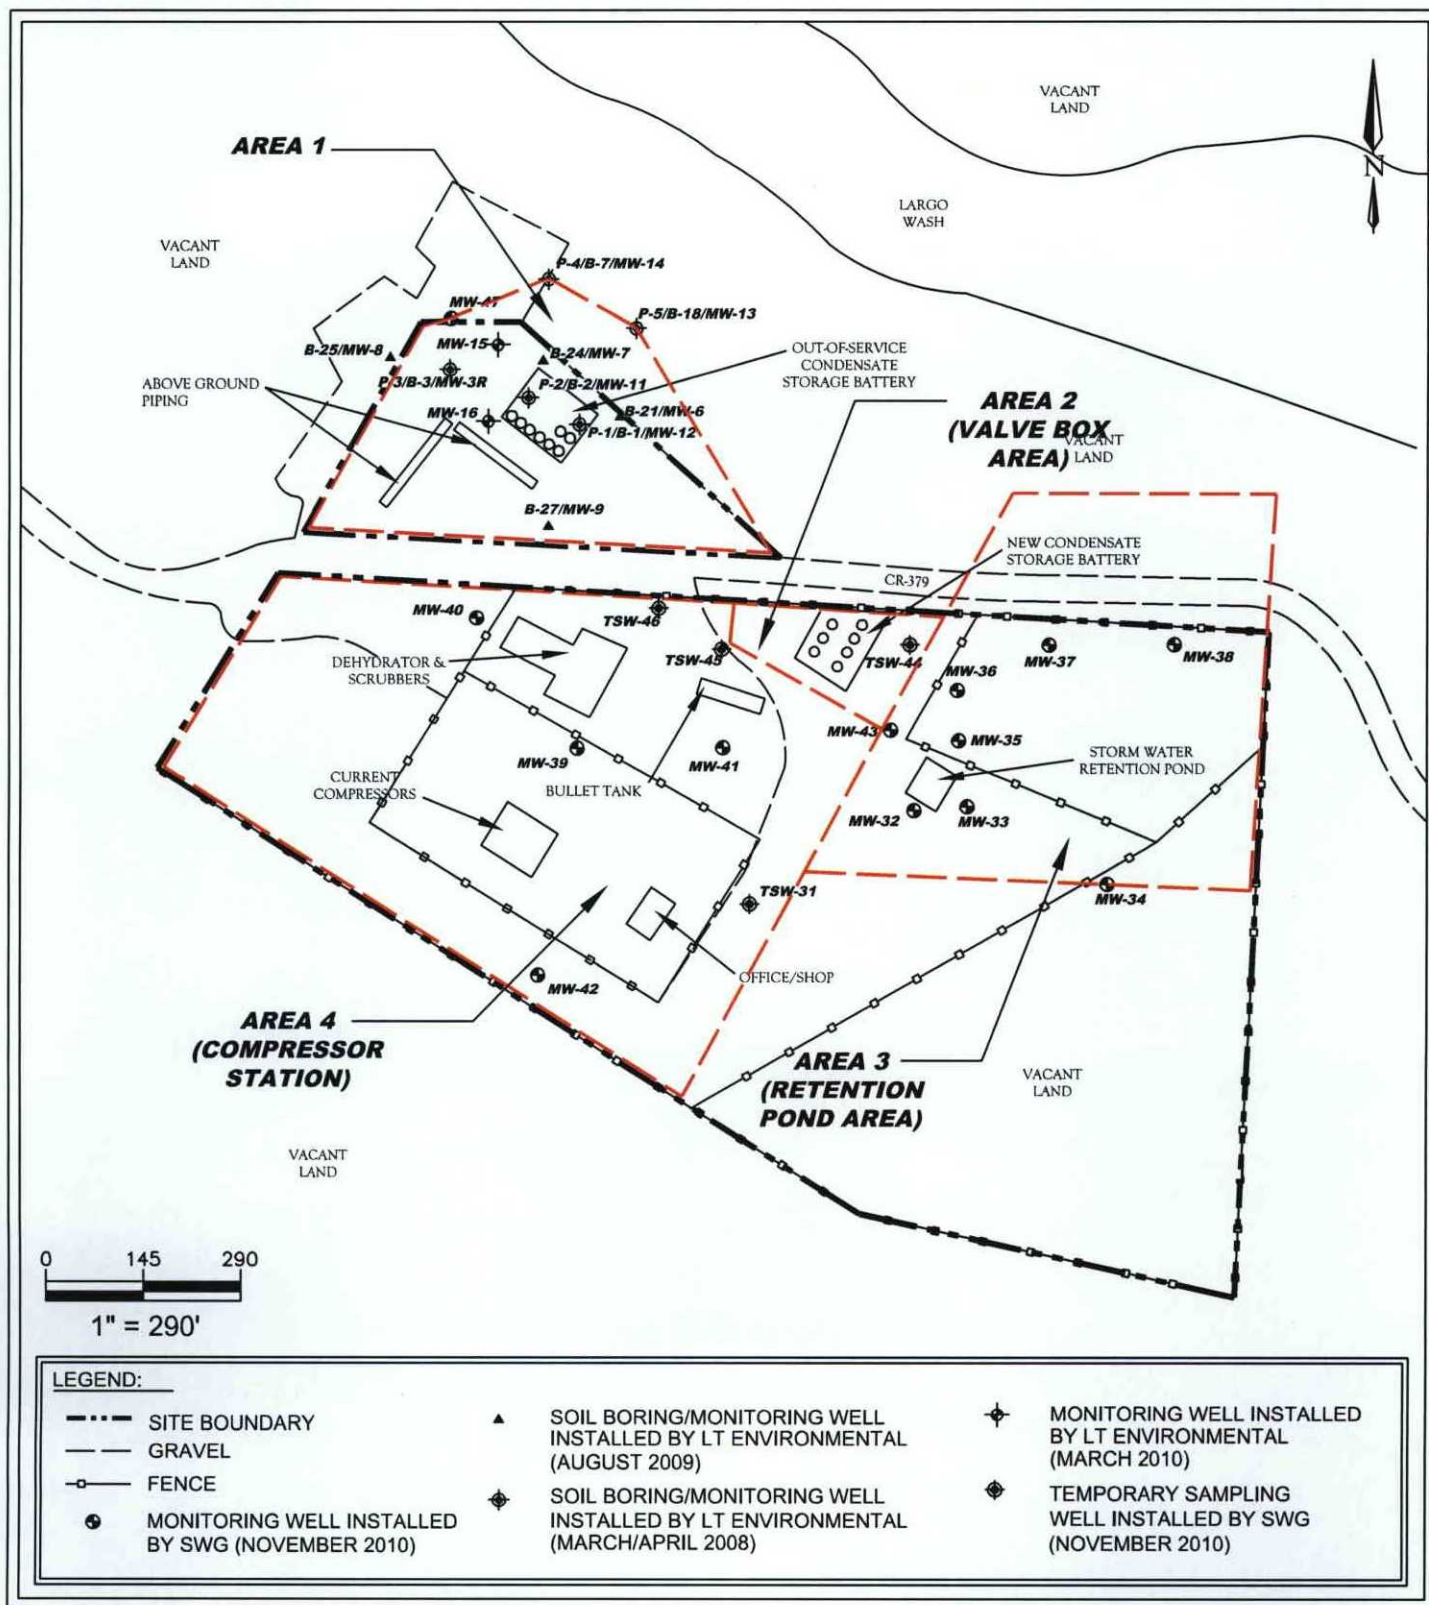 VACANT
LAND
AREA 1
N
LARGO
WASH
VACANT
LAND
P-4/B-7/MW-14
MW-47
P-5/B-18/MW-13
MW-15
B-25/MW-8
B-24/MW-7
OUT-OF-SERVICE
CONDENSATE
STORAGE BATTERY
P-3/B-3/MW-3R
P-2/B-2/MW-11
ABOVE GROUND
PIPING
MW-16
B-21/MW-6
P-1/B-1/MW-12
AREA 2
(VALVE BOX
AREA)
VACANT
LAND
B-27/MW-9
NEW CONDENSATE
STORAGE BATTERY
CR-379
MW-40
TSW-46
TSW-45
TSW-44
MW-36
MW-37
MW-38
DEHYDRATOR &
SCRUBBERS
MW-43
MW-35
MW-39
MW-41
STORM WATER
RETENTION POND
CURRENT
COMPRESSORS
BULLET TANK
MW-32
MW-33
TSW-31
MW-34
MW-42
OFFICE/SHOP
AREA 4
(COMPRESSOR
STATION)
AREA 3
(RETENTION
POND AREA)
VACANT
LAND
VACANT
LAND
0 145 290
1" = 290'
LEGEND:
SITE BOUNDARY
GRAVEL
FENCE
MONITORING WELL INSTALLED
BY SWG (NOVEMBER 2010)
SOIL BORING/MONITORING WELL
INSTALLED BY LT ENVIRONMENTAL
(AUGUST 2009)
SOIL BORING/MONITORING WELL
INSTALLED BY LT ENVIRONMENTAL
(MARCH/APRIL 2008)
MONITORING WELL INSTALLED
BY LT ENVIRONMENTAL
(MARCH 2010)
TEMPORARY SAMPLING
WELL INSTALLED BY SWG
(NOVEMBER 2010)